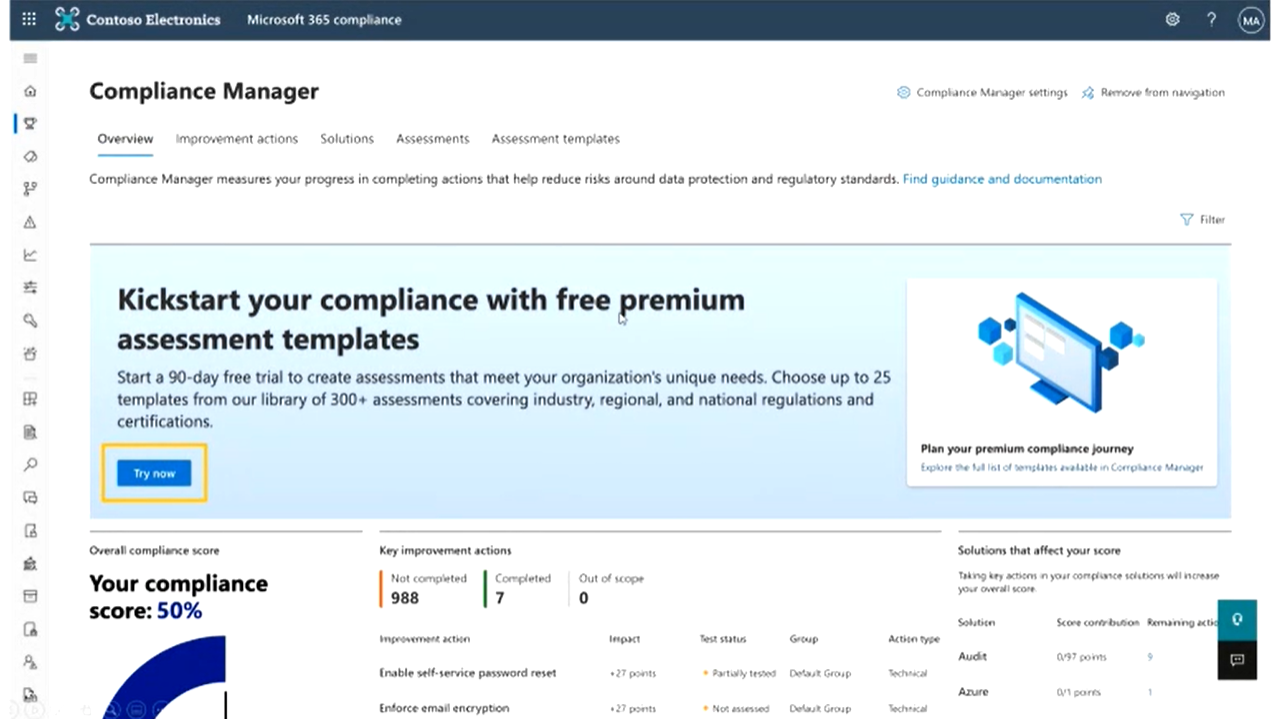 Contoso Electronics Microsoft 365 compliance ? MA
Compliance Manager
Compliance Manager settings Remove from navigation
Overview Improvement actions Solutions Assessments Assessment templates
Compliance Manager measures your progress in completing actions that help reduce risks around data protection and regulatory standards. Find guidance and documentation
Filter
Kickstart your compliance with free premium
assessment templates
Start a 90-day free trial to create assessments that meet your organization's unique needs. Choose up to 25
templates from our library of 300+ assessments covering industry, regional, and national regulations and
certifications.
Try now
Plan your premium compliance journey
Explore the full list of templates available in Compliance Manager
Overall compliance score
Your compliance
score: 50%
Key improvement actions
Not completed Completed Out of scope
988 7 0
Improvement action Impact Test status Group Action type
Enable self-service password reset +27 points Partially tested Default Group Technical
Enforce email encryption +27 points Not assessed Default Group Technical
Solutions that affect your score
Taking key actions in your compliance solutions will increase
your overall score.
Solution Score contribution Remaining actio
Audit 0/97 points 9
Azure 0/1 points 1